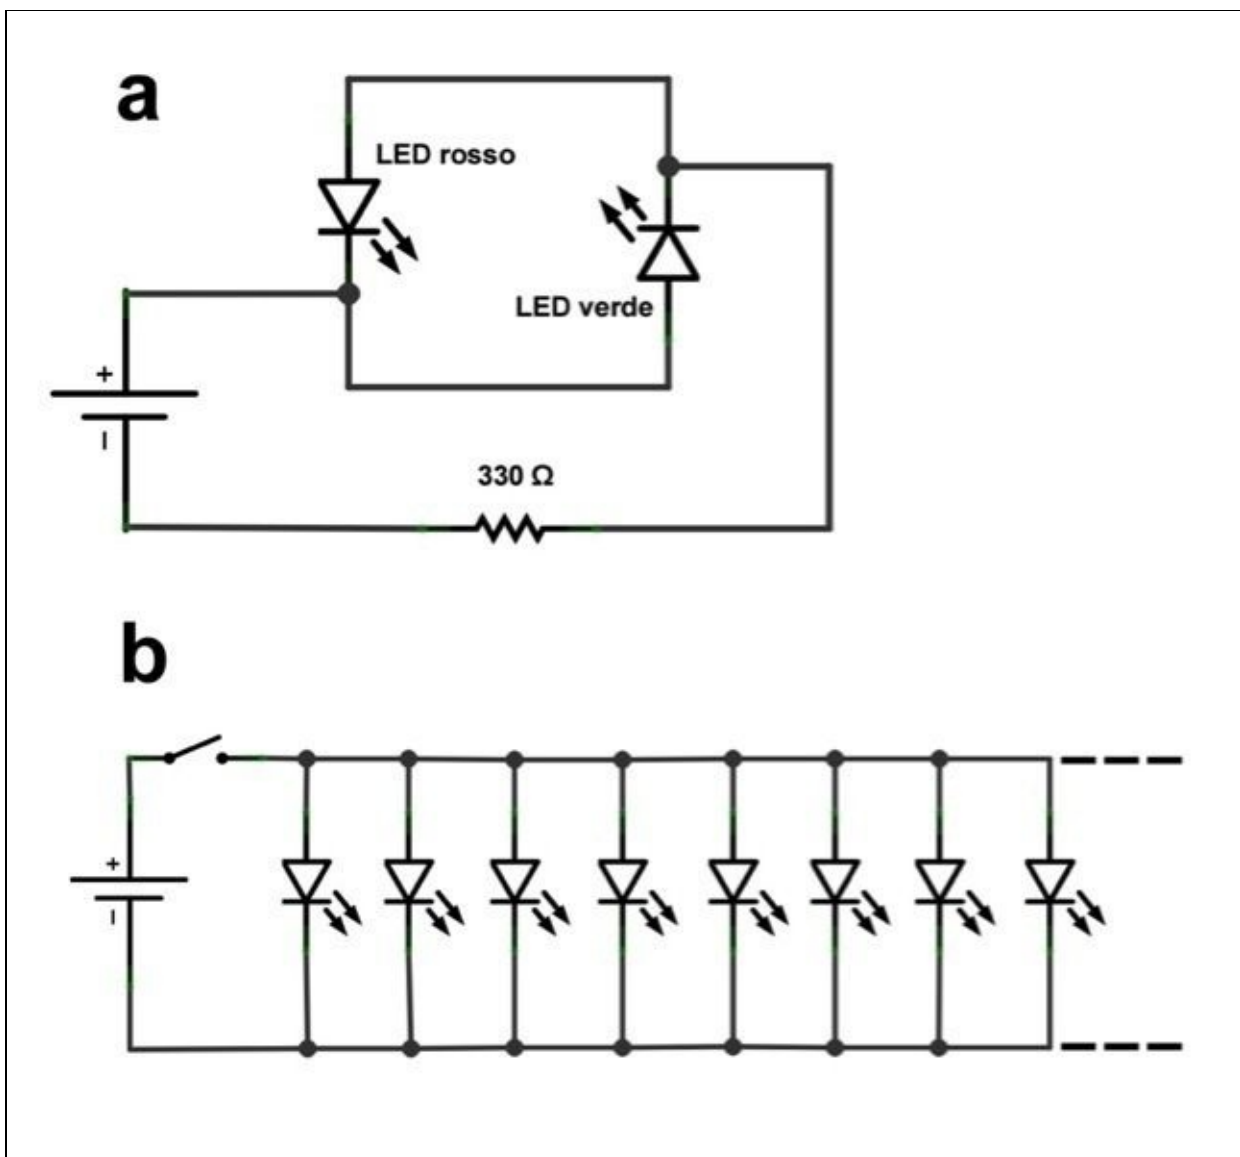 a
LED rosso
LED verde
+
–
330 Ω
b
+
–